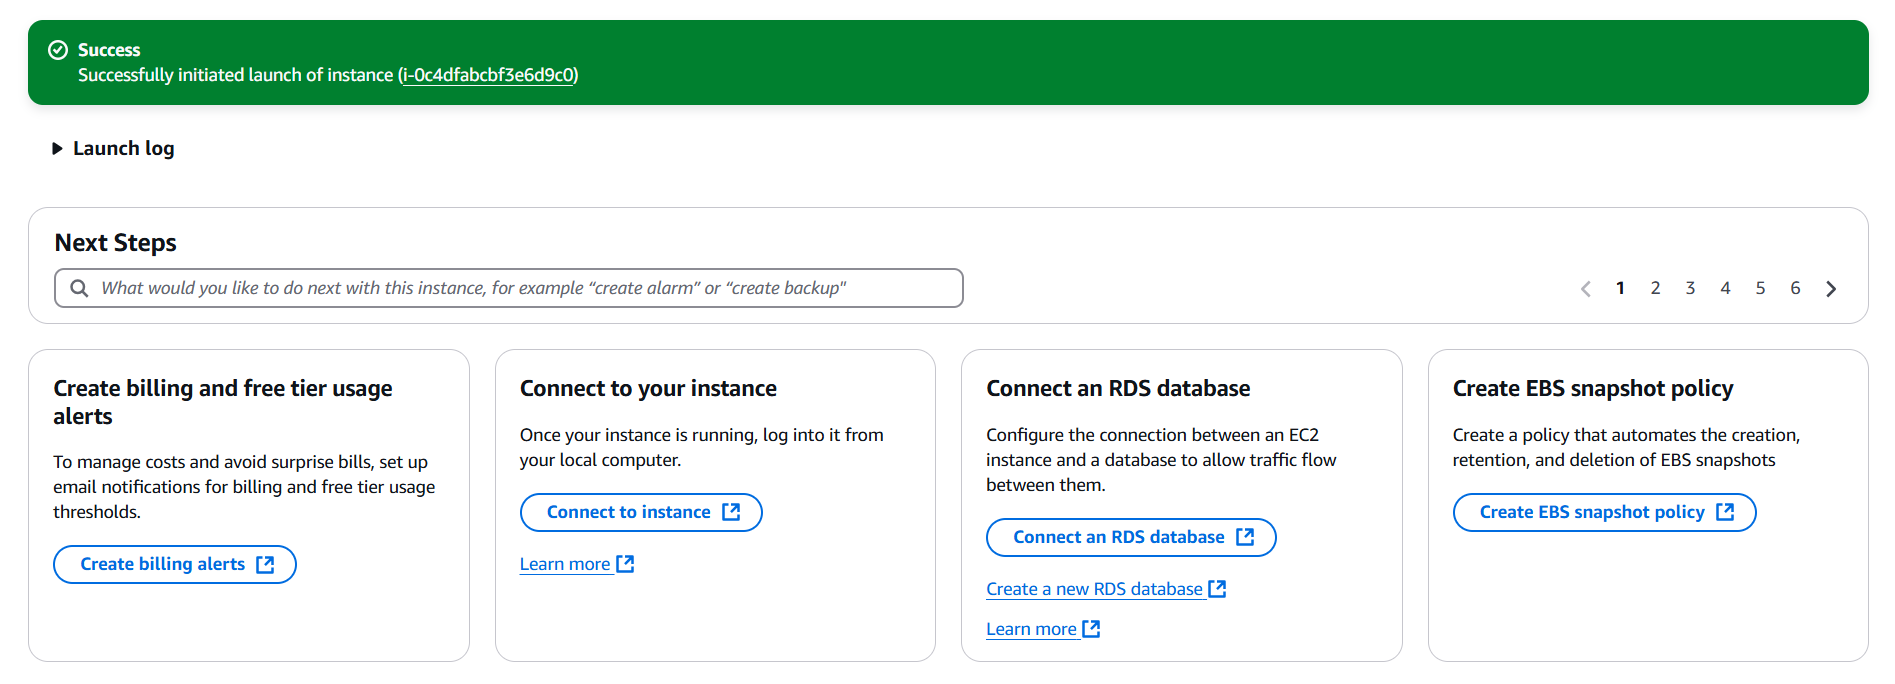 Success
Successfully initiated launch of instance (i-0c4dfabcbf3e6d9c0)
Launch log
Next Steps
What would you like to do next with this instance, for example “create alarm” or “create backup"
1 2 3 4 5 6
Create billing and free tier usage
alerts
To manage costs and avoid surprise bills, set up
email notifications for billing and free tier usage
thresholds.
Create billing alerts
Connect to your instance
Once your instance is running, log into it from
your local computer.
Connect to instance
Learn more
Connect an RDS database
Configure the connection between an EC2
instance and a database to allow traffic flow
between them.
Connect an RDS database
Create a new RDS database
Learn more
Create EBS snapshot policy
Create a policy that automates the creation,
retention, and deletion of EBS snapshots
Create EBS snapshot policy